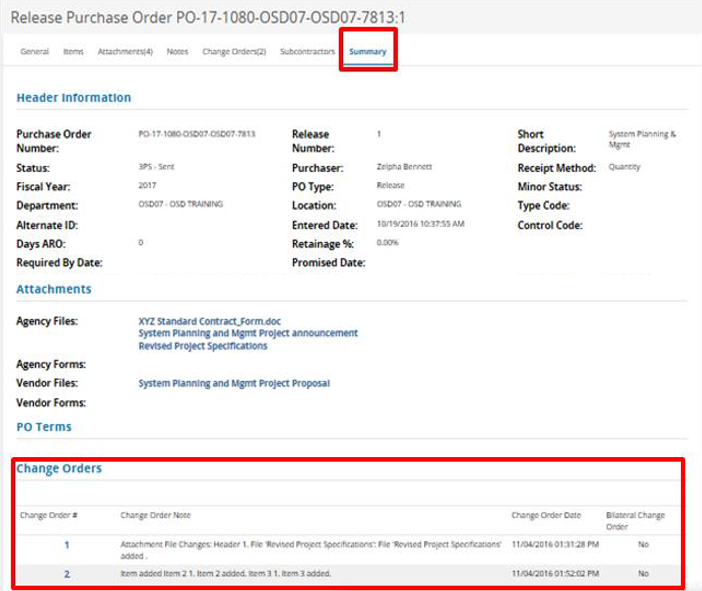 Release Purchase Order PO-17-1080-OSD07-OSD07-7813:1
General Items Attachments(4) Notes Change Orders(2) Subcontractors Summary
Header Information
Purchase Order Number: PO-17-1080-OSD07-OSD07-7813 Release Number: 1 Short Description: System Planning & Mgmt
Status: 3PS - Sent Purchaser: Zelpha Bennett Receipt Method: Quantity
Fiscal Year: 2017 PO Type: Release Minor Status:
Department: OSD07 - OSD TRAINING Location: OSD07 - OSD TRAINING Type Code:
Alternate ID: Entered Date: 10/19/2016 10:37:55 AM Control Code:
Days ARO: 0 Retainage %: 0.00%
Required By Date: Promised Date:
Attachments
Agency Files: XYZ Standard Contract_Form.doc
System Planning and Mgmt Project announcement
Revised Project Specifications
Agency Forms:
Vendor Files: System Planning and Mgmt Project Proposal
Vendor Forms:
PO Terms
Change Orders
Change Order # Change Order Note Change Order Date Bilateral Change Order
1 Attachment File Changes: Header 1. File 'Revised Project Specifications': File 'Revised Project Specifications' added . 11/04/2016 01:31:28 PM No
2 Item added Item 2 1. Item 2 added. Item 3 1. Item 3 added. 11/04/2016 01:52:02 PM No